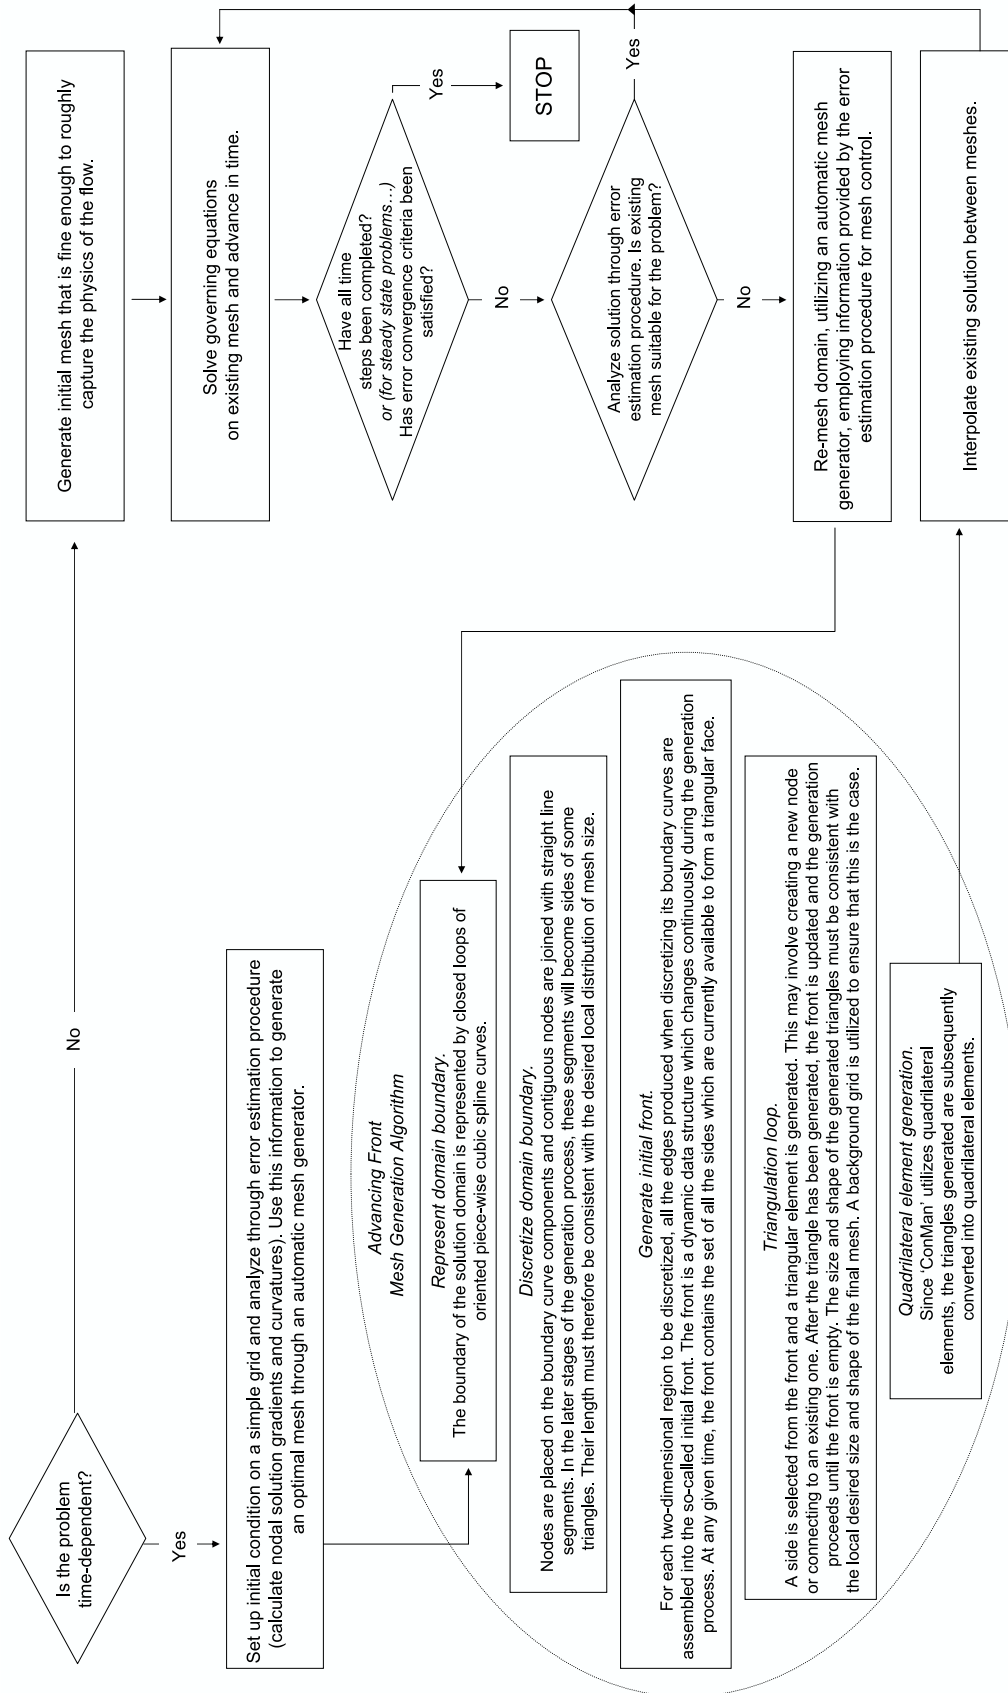 Is the problem
time-dependent?
No
Yes
Set up initial condition on a simple grid and analyze through error estimation procedure
(calculate nodal solution gradients and curvatures). Use this information to generate
an optimal mesh through an automatic mesh generator.
Advancing Front
Mesh Generation Algorithm
Represent domain boundary.
The boundary of the solution domain is represented by closed loops of
oriented piece-wise cubic spline curves.
Discretize domain boundary.
Nodes are placed on the boundary curve components and contiguous nodes are joined with straight line
segments. In the later stages of the generation process, these segments will become sides of some
triangles. Their length must therefore be consistent with the desired local distribution of mesh size.
Generate initial front.
For each two-dimensional region to be discretized, all the edges produced when discretizing its boundary curves are
assembled into the so-called initial front. The front is a dynamic data structure which changes continuously during the generation
process. At any given time, the front contains the set of all the sides which are currently available to form a triangular face.
Triangulation loop.
A side is selected from the front and a triangular element is generated. This may involve creating a new node
or connecting to an existing one. After the triangle has been generated, the front is updated and the generation
proceeds until the front is empty. The size and shape of the generated triangles must be consistent with
the local desired size and shape of the final mesh. A background grid is utilized to ensure that this is the case.
Quadrilateral element generation.
Since ‘ConMan’ utilizes quadrilateral
elements, the triangles generated are subsequently
converted into quadrilateral elements.
Generate initial mesh that is fine enough to roughly
capture the physics of the flow.
Solve governing equations
on existing mesh and advance in time.
Have all time
steps been completed?
or (for steady state problems…)
Has error convergence criteria been
satisfied?
Yes
STOP
No
Analyze solution through error
estimation procedure. Is existing
mesh suitable for the problem?
Yes
No
Re-mesh domain, utilizing an automatic mesh
generator, employing information provided by the error
estimation procedure for mesh control.
Interpolate existing solution between meshes.